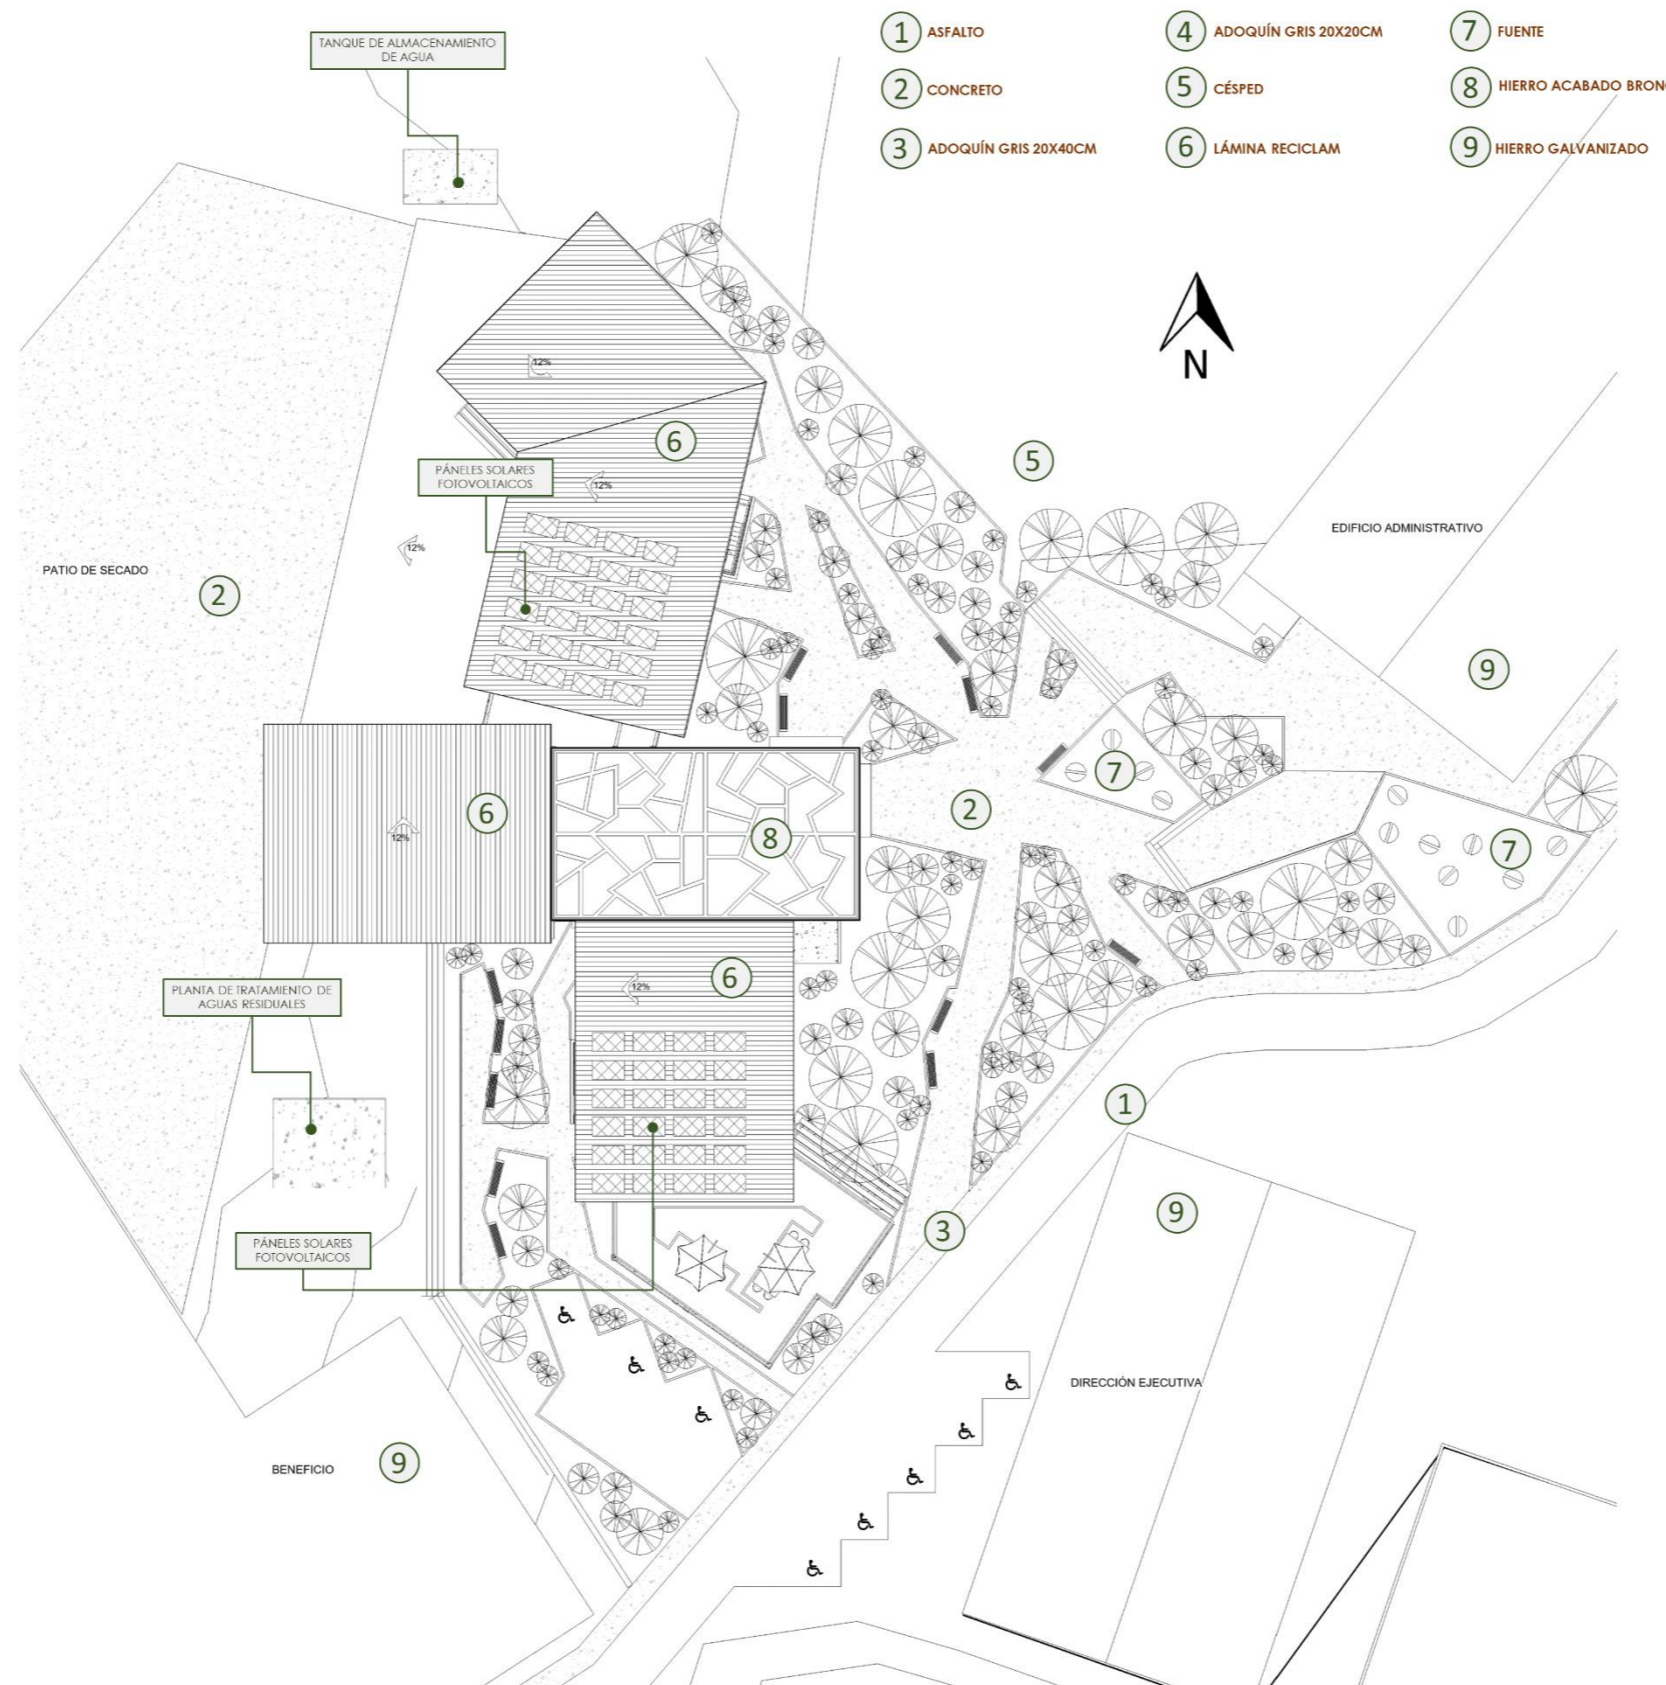 1 ASFALTO
4 ADOQUÍN GRIS 20X20CM
7 FUENTE
2 CONCRETO
5 CÉSPED
8 HIERRO ACABADO BRON
3 ADOQUÍN GRIS 20X40CM
6 LÁMINA RECICLAM
9 HIERRO GALVANIZADO
TANQUE DE ALMACENAMIENTO
DE AGUA
N
12%
6
5
PÁNELES SOLARES
FOTOVOLTAICOS
12%
EDIFICIO ADMINISTRATIVO
12%
PATIO DE SECADO
2
9
7
6
2
12%
8
7
6
12%
PLANTA DE TRATAMIENTO DE
AGUAS RESIDUALES
1
9
3
PÁNELES SOLARES
FOTOVOLTAICOS
DIRECCIÓN EJECUTIVA
BENEFICIO
9